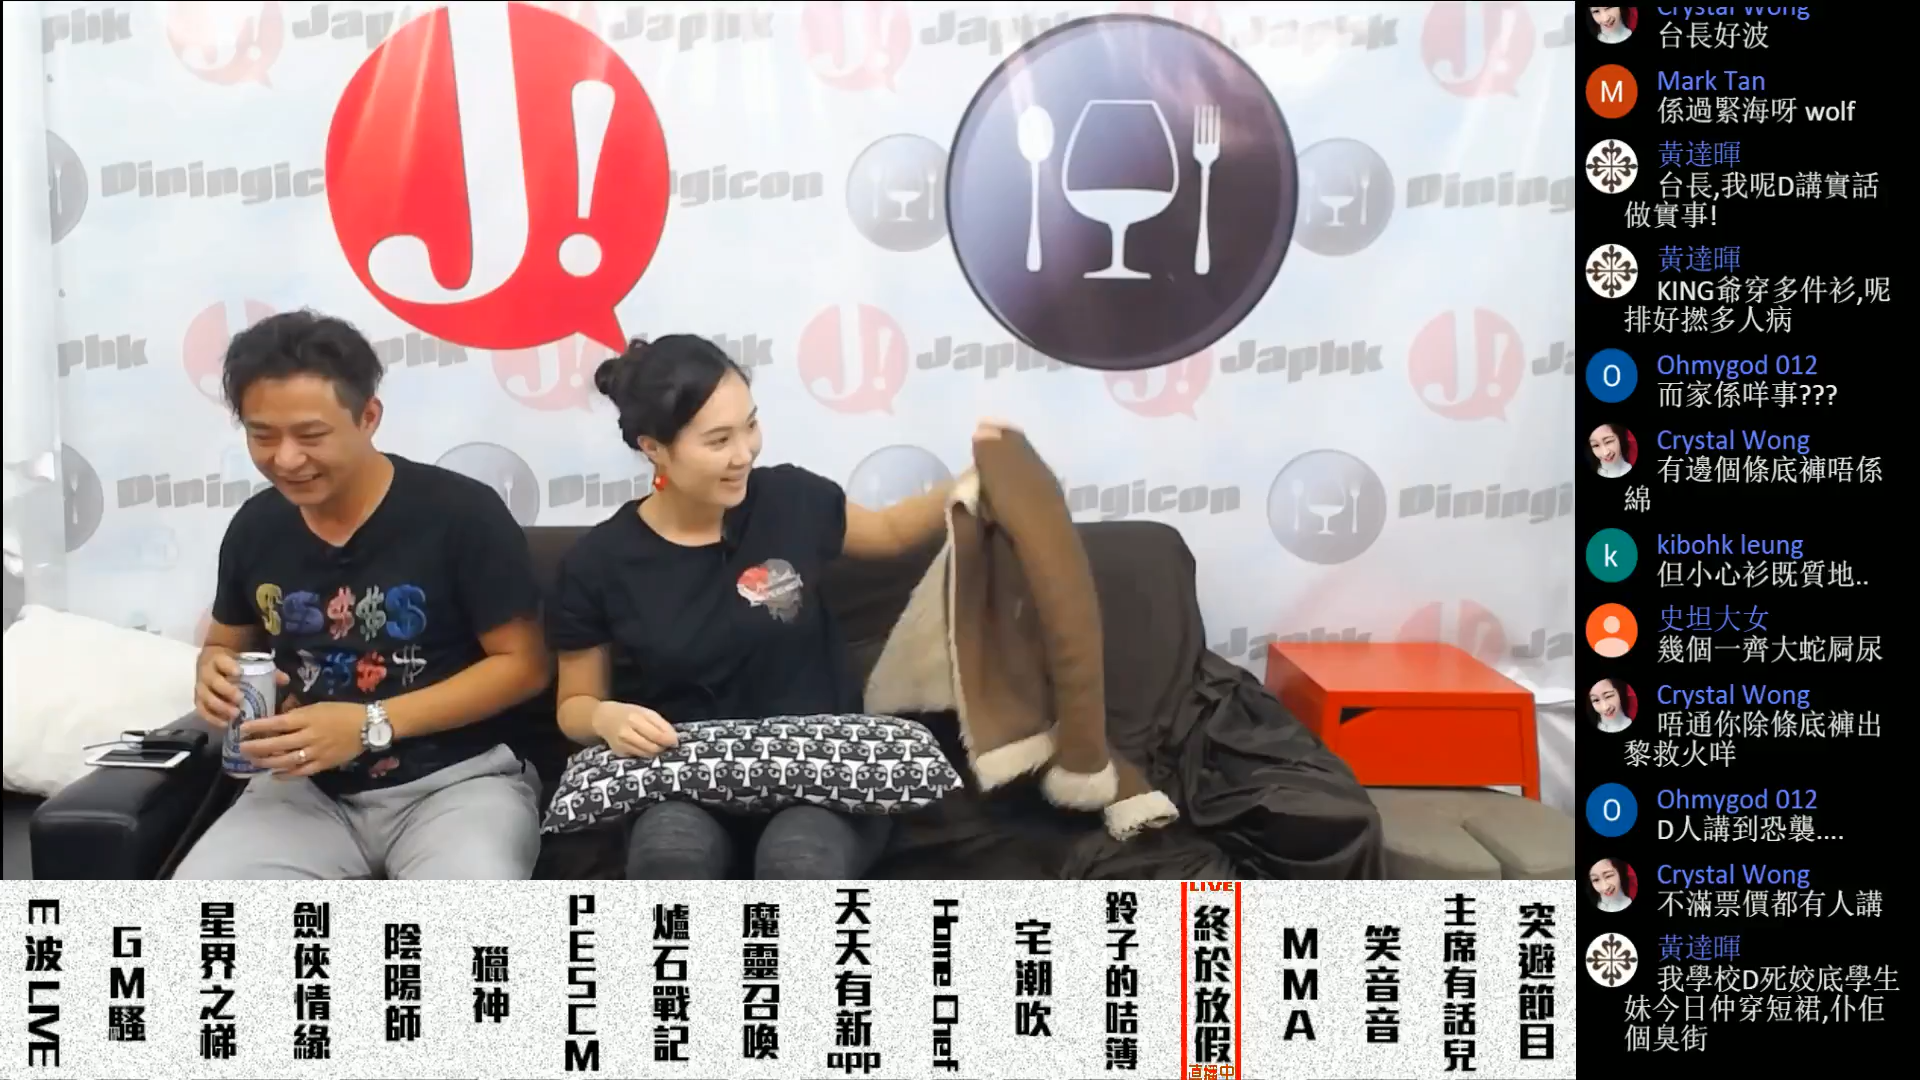 J!
Diningicon
Japhk
Crystal Wong
台長好波
M
Mark Tan
係過緊海呀 wolf
黃達暉
台長,我呢D講實話
做實事!
黃達暉
KING爺穿多件衫,呢
排好撚多人病
O
Ohmygod 012
而家係咩事???
Crystal Wong
有邊個條底褲唔係
綿
k
kibohk leung
但小心衫既質地..
史坦大女
幾個一齊大蛇屙尿
Crystal Wong
唔通你除條底褲出
黎救火咩
O
Ohmygod 012
D人講到恐襲....
Crystal Wong
不滿票價都有人講
黃達暉
我學校D死姣底學生
妹今日仲穿短裙,仆佢
個臭街
E波LIVE
GM騷
星界之梯
劍俠情緣
陰陽師
獵神
PESCM
爐石戰記
魔靈召喚
天天有新app
Home Chef
宅潮吹
鈴子的咭簿
LIVE
終於放假
直播中
MMA
笑音音
主席有話兒
突避節目